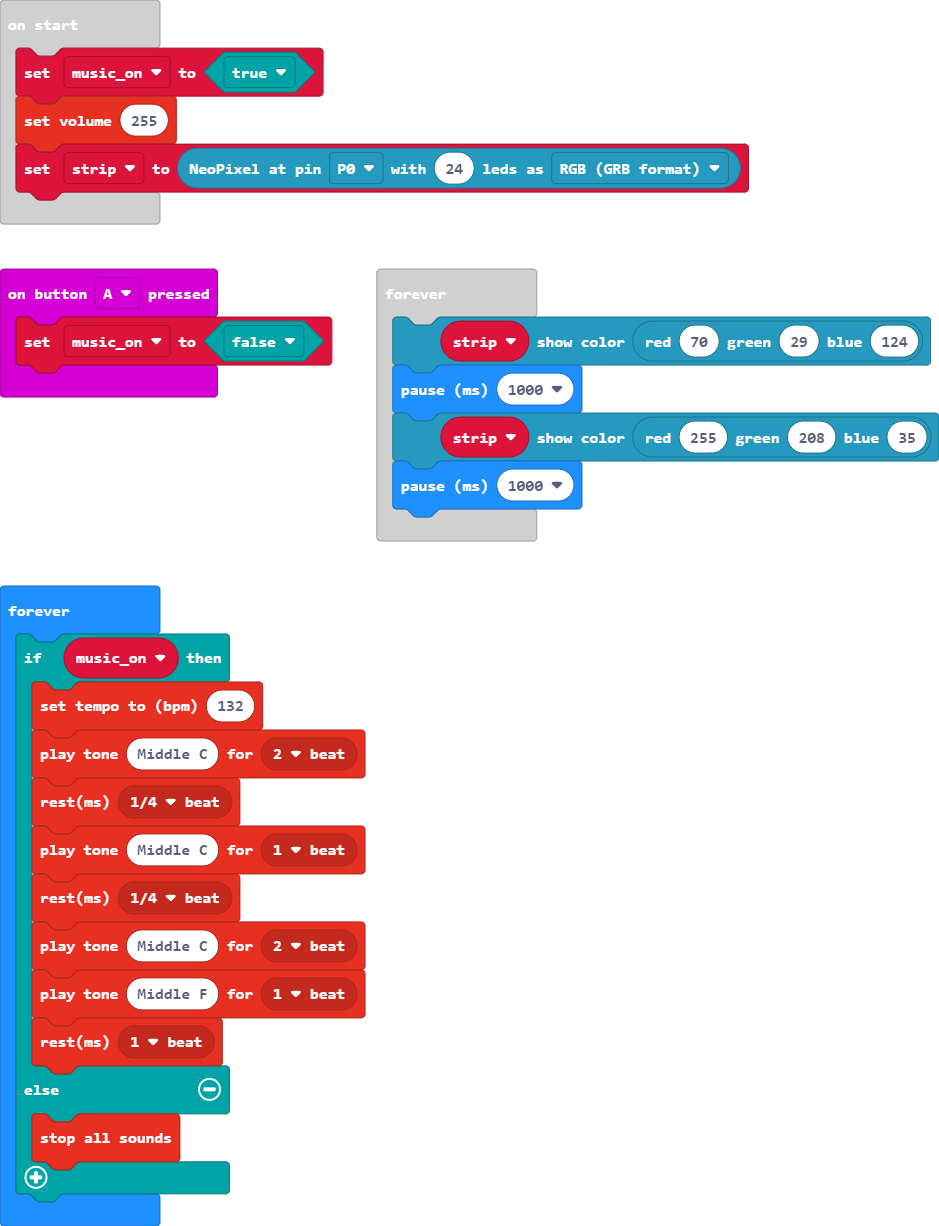 on start
set music_on to true
set volume 255
set strip to NeoPixel at pin P0 with 24 leds as RGB (GRB format)
on button A pressed
set music_on to false
forever
strip show color red 70 green 29 blue 124
pause (ms) 1000
strip show color red 255 green 208 blue 35
pause (ms) 1000
forever
if music_on then
set tempo to (bpm) 132
play tone Middle C for 2 beat
rest(ms) 1/4 beat
play tone Middle C for 1 beat
rest(ms) 1/4 beat
play tone Middle C for 2 beat
play tone Middle F for 1 beat
rest(ms) 1 beat
else
stop all sounds